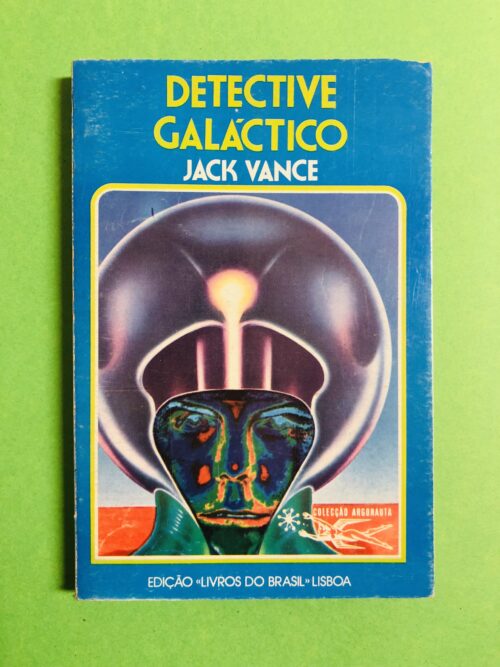 DETECTIVE
GALÁCTICO
JACK VANCE
COLECÇÃO ARGONAUTA
EDIÇÃO «LIVROS DO BRASIL» LISBOA